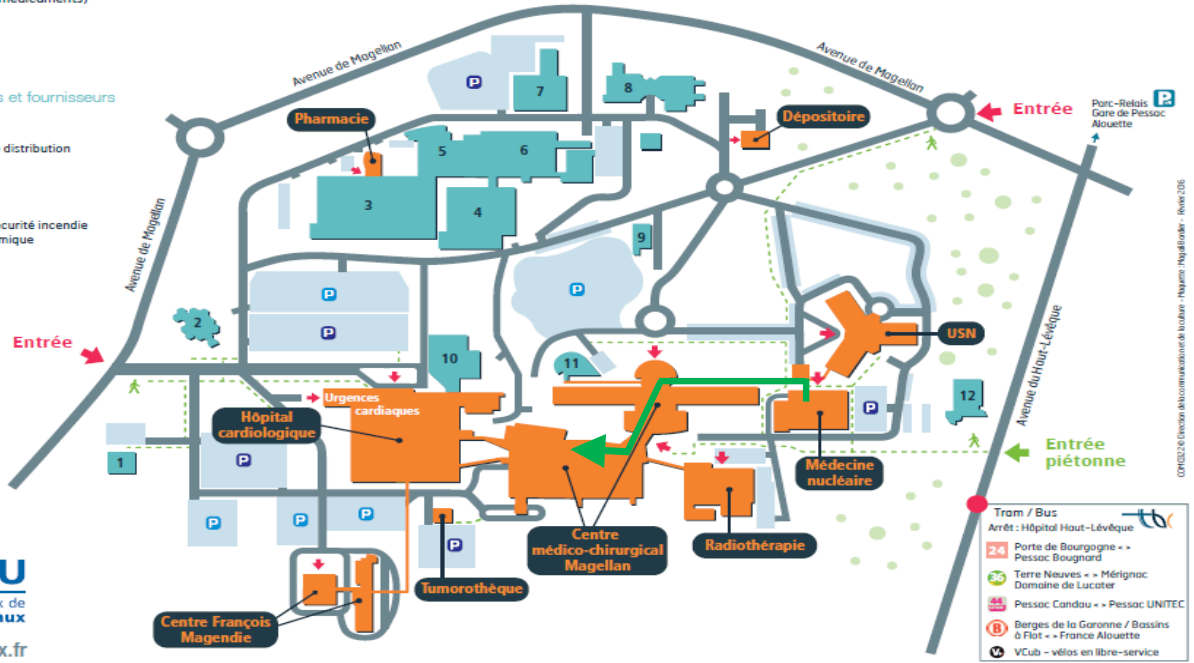 médicaments)
Avenue de Magellan
Avenue de Magellan
s et fournisseurs
P
7
8
Entrée
P
Parc-Relais
Gare de Pessac
Alouette
Pharmacie
Dépositoire
distribution
5
6
3
4
écurité incendie
mique
Avenue de Magellan
9
P
P
P
2
Entrée
USN
10
11
12
Urgences
cardiaques
Hôpital
cardiologique
P
Avenue du Haut-Lévêque
Entrée
piétonne
1
P
Médecine
nucléaire
P
P
P
P
Centre
médico-chirurgical
Magellan
Radiothérapie
Tumorothèque
Centre François
Magendie
Tram / Bus
tbc
Arrêt : Hôpital Haut-Lévêque
24 Porte de Bourgogne <>
Pessac Bougnard
36 Terre Neuves <> Mérignac
Domaine de Lucater
44 Pessac Candau <> Pessac UNITEC
B Berges de la Garonne / Bassins
à Flot <> France Alouette
V3 VCub - vélos en libre-service
U
x de
aux
x.fr